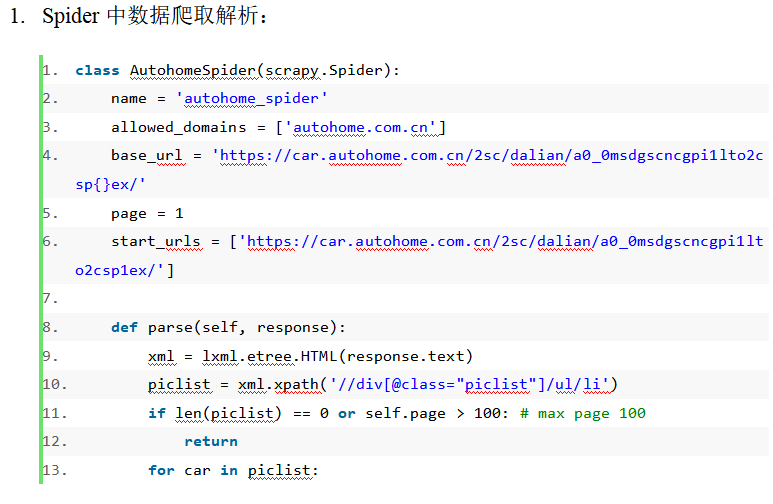 1. Spider 中数据爬取解析：
1. class AutohomeSpider(scrapy.Spider):
2. name = 'autohome_spider'
3. allowed_domains = ['autohome.com.cn']
4. base_url = 'https://car.autohome.com.cn/2sc/dalian/a0_0msdgscncgpi1lto2c
sp{}ex/'
5. page = 1
6. start_urls = ['https://car.autohome.com.cn/2sc/dalian/a0_0msdgscncgpi1lt
o2csp1ex/']
7.
8. def parse(self, response):
9. xml = lxml.etree.HTML(response.text)
10. piclist = xml.xpath('//div[@class="piclist"]/ul/li')
11. if len(piclist) == 0 or self.page > 100: # max page 100
12. return
13. for car in piclist: